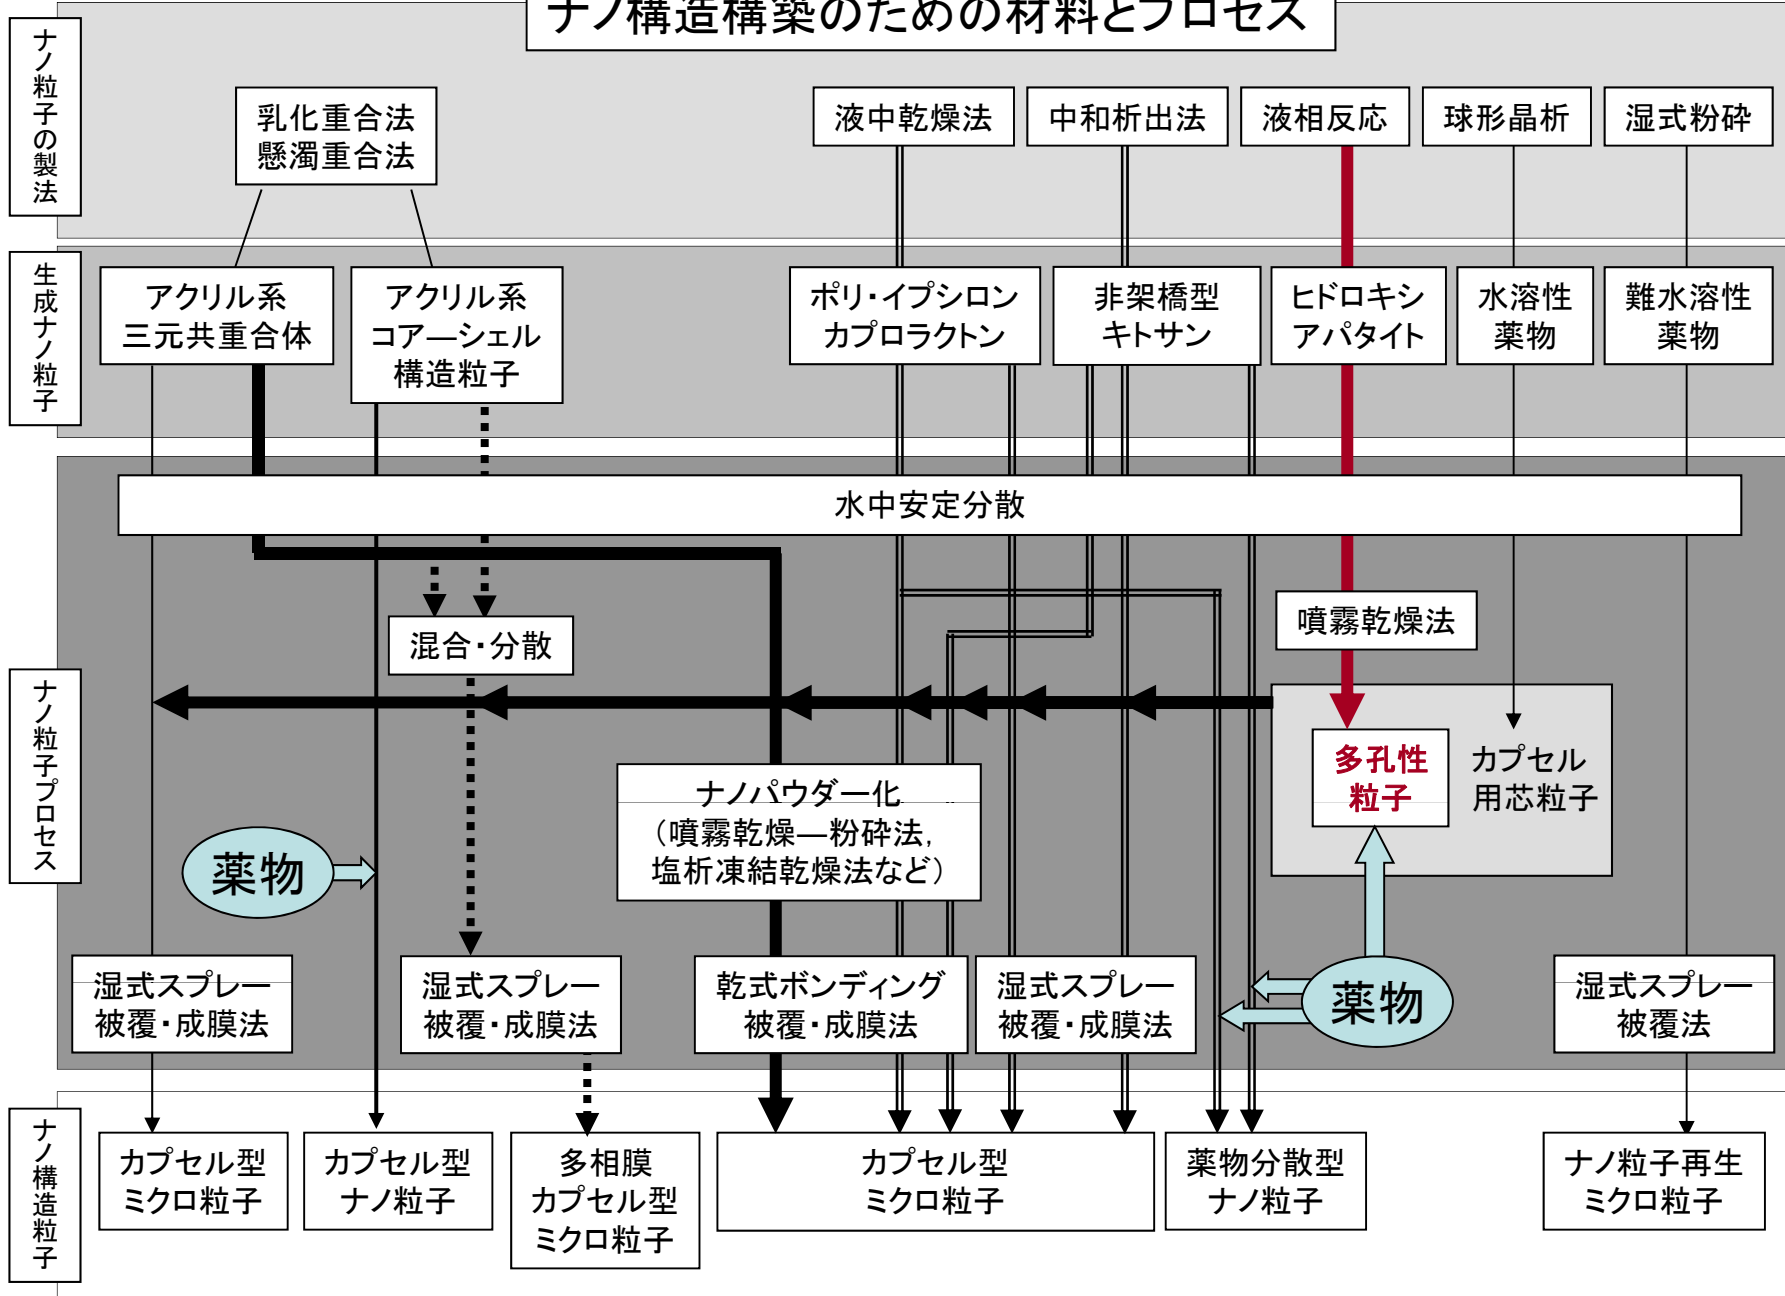 ナノ構造構築のための材料とプロセス
ナノ粒子の製法
乳化重合法
懸濁重合法
液中乾燥法
中和析出法
液相反応
球形晶析
湿式粉砕
生成ナノ粒子
アクリル系
三元共重合体
アクリル系
コア―シェル
構造粒子
ポリ・イプシロン
カプロラクトン
非架橋型
キトサン
ヒドロキシ
アパタイト
水溶性
薬物
難水溶性
薬物
ナノ粒子プロセス
水中安定分散
混合・分散
噴霧乾燥法
多孔性
粒子
カプセル
用芯粒子
ナノパウダー化
（噴霧乾燥―粉砕法,
塩析凍結乾燥法など）
薬物
薬物
湿式スプレー
被覆・成膜法
湿式スプレー
被覆・成膜法
乾式ボンディング
被覆・成膜法
湿式スプレー
被覆・成膜法
湿式スプレー
被覆法
ナノ構造粒子
カプセル型
ミクロ粒子
カプセル型
ナノ粒子
多相膜
カプセル型
ミクロ粒子
カプセル型
ミクロ粒子
薬物分散型
ナノ粒子
ナノ粒子再生
ミクロ粒子